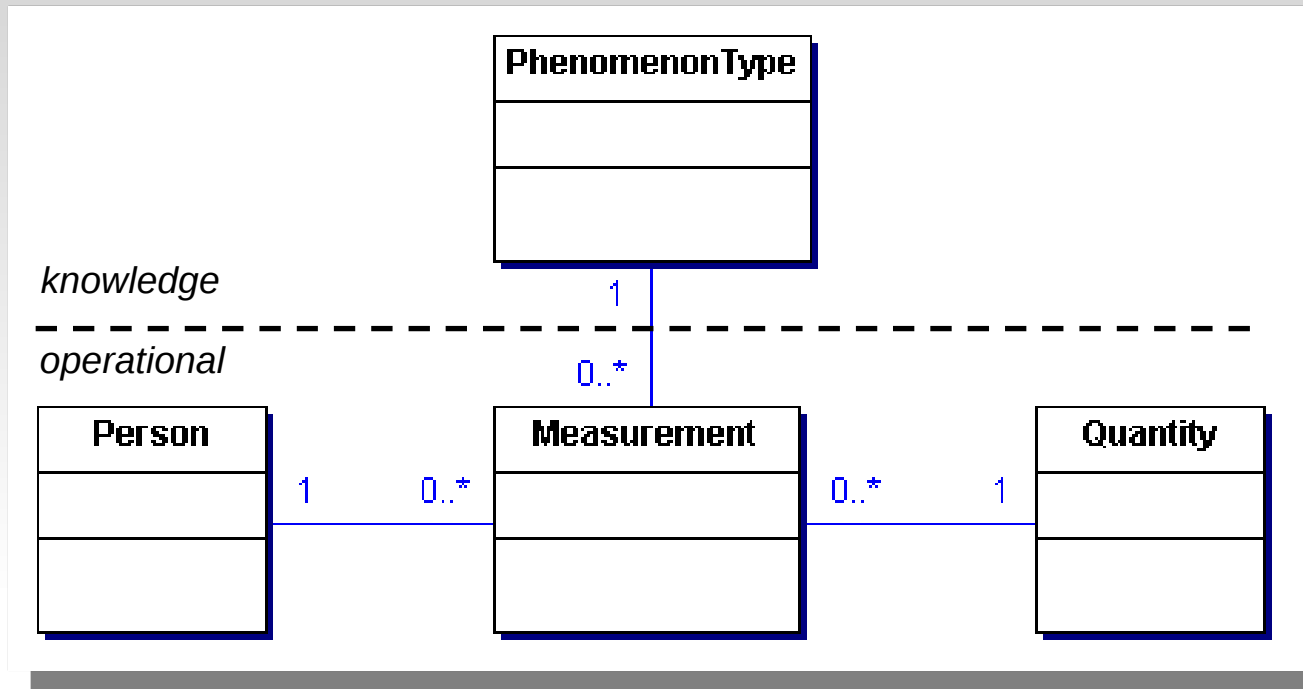 PhenomenonType
knowledge
1
operational
0..*
Person
Measurement
Quantity
1
0..*
0..*
1